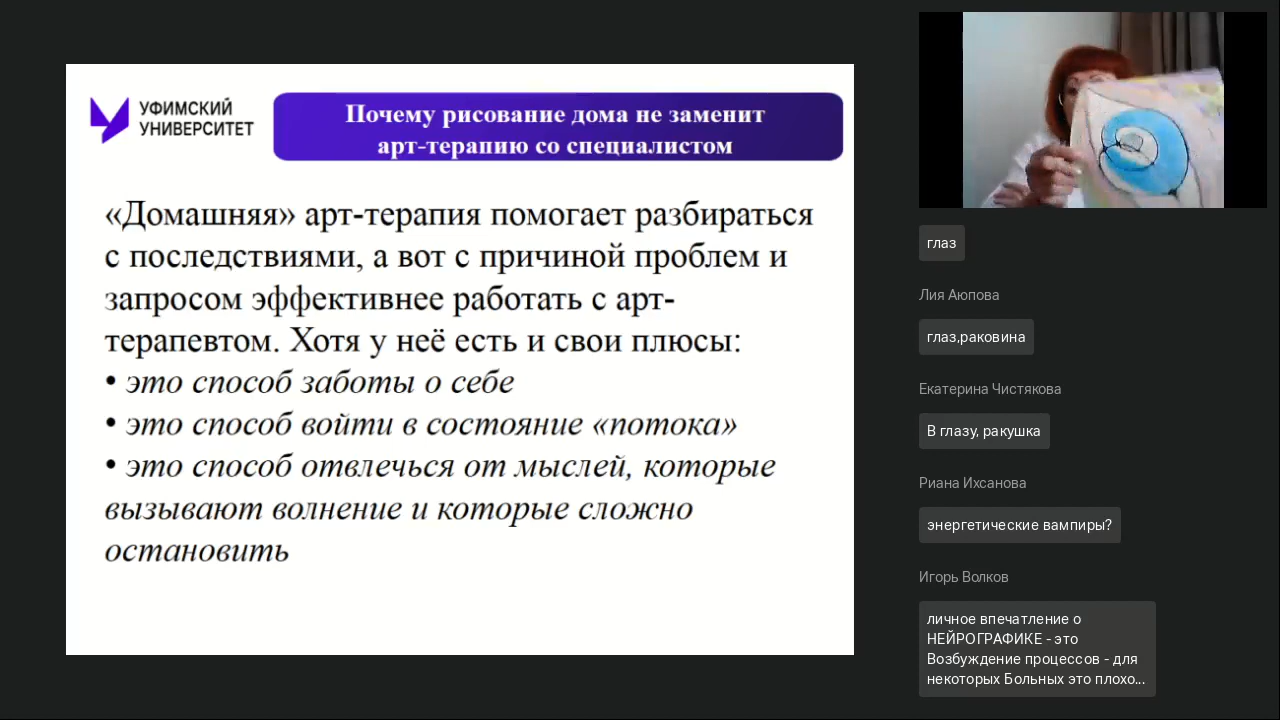 УФИМСКИЙ
УНИВЕРСИТЕТ
Почему рисование дома не заменит
арт-терапию со специалистом
«Домашняя» арт-терапия помогает разбираться
с последствиями, а вот с причиной проблем и
запросом эффективнее работать с арт-
терапевтом. Хотя у неё есть и свои плюсы:
• это способ заботы о себе
• это способ войти в состояние «потока»
• это способ отвлечься от мыслей, которые
вызывают волнение и которые сложно
остановить
глаз
Лия Аюпова
глаз,раковина
Екатерина Чистякова
В глазу, ракушка
Риана Ихсанова
энергетические вампиры?
Игорь Волков
личное впечатление о
НЕЙРОГРАФИКЕ - это
Возбуждение процессов - для
некоторых Больных это плохо...